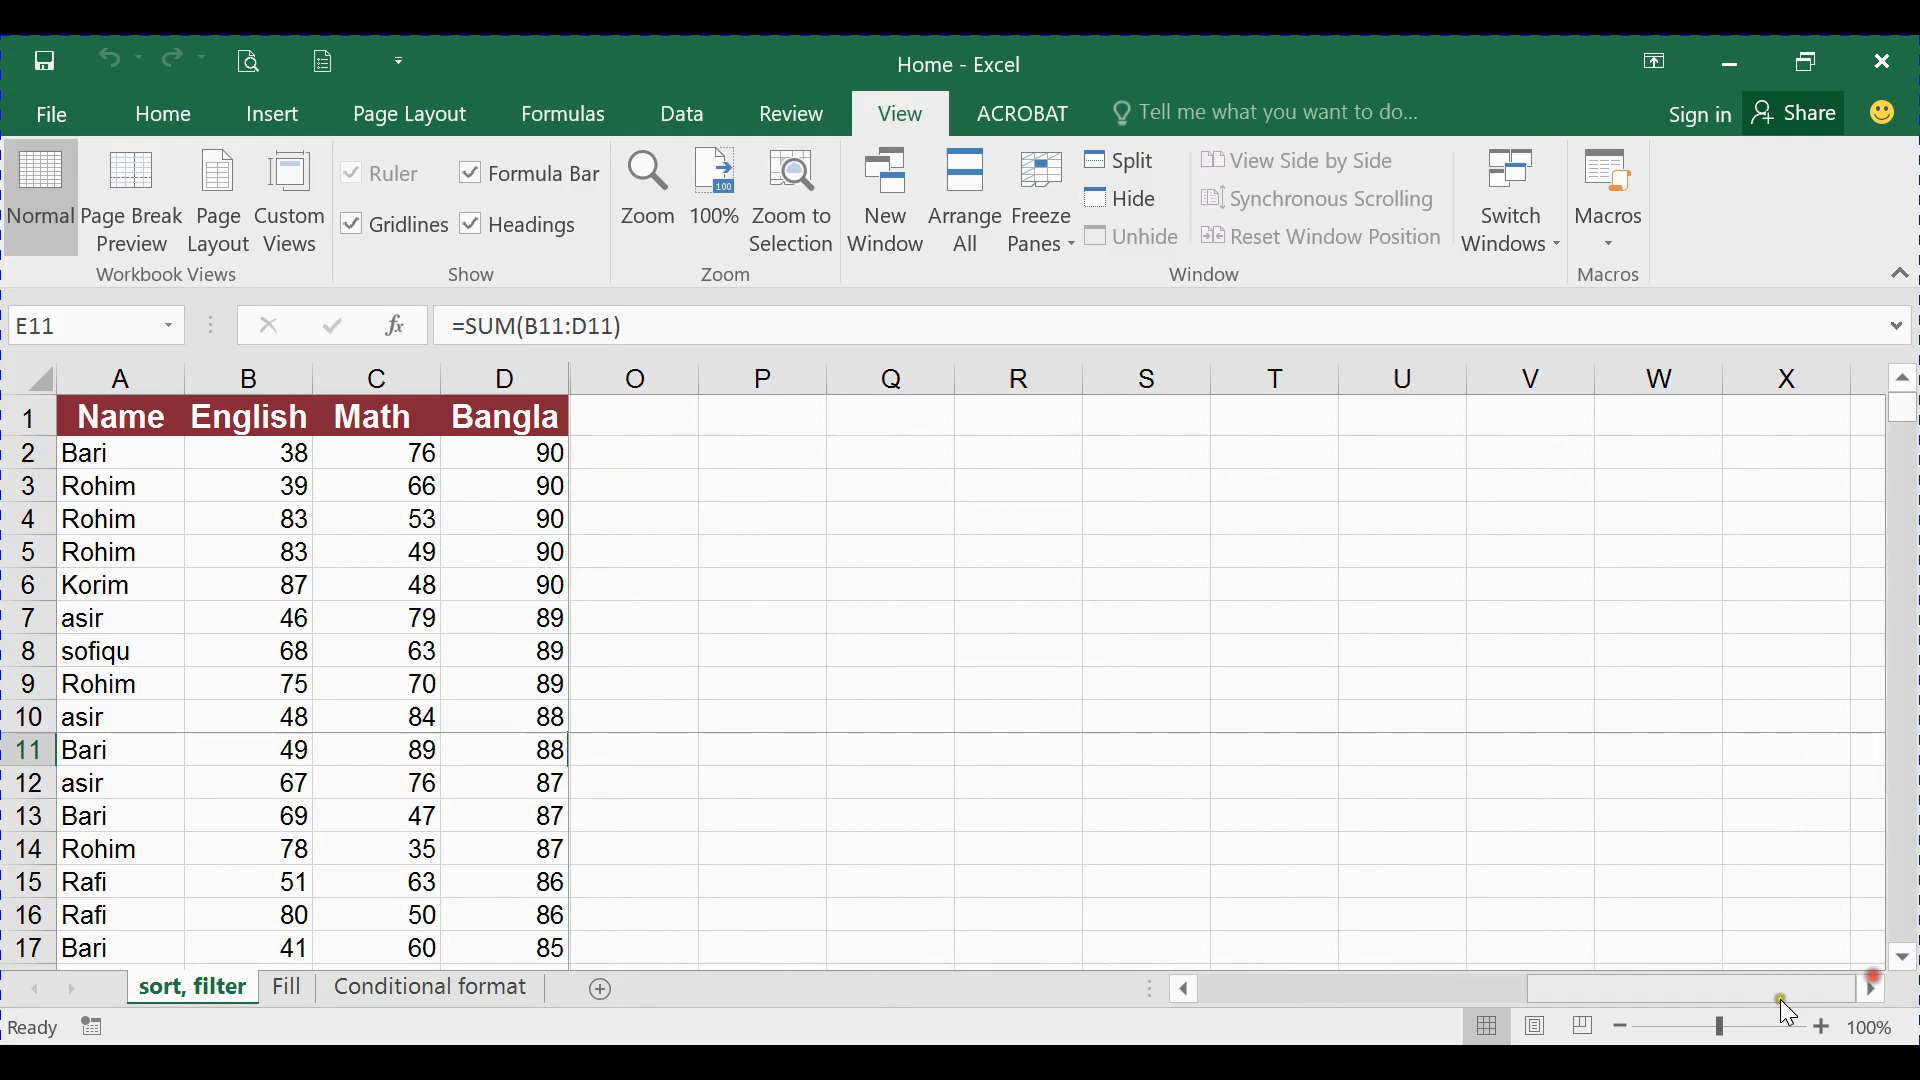 Home - Excel
File Home Insert Page Layout Formulas Data Review View ACROBAT Tell me what you want to do... Sign in Share
Normal Page Break Preview Page Layout Custom Views
Workbook Views
Ruler Formula Bar
Gridlines Headings
Show
Zoom 100% Zoom to Selection
100
Zoom
New Window Arrange All Freeze Panes
Split
Hide
Unhide
View Side by Side
Synchronous Scrolling
Reset Window Position
Switch Windows
Window
Macros
Macros
E11 fx =SUM(B11:D11)
A B C D O P Q R S T U V W X
1 Name English Math Bangla
2 Bari 38 76 90
3 Rohim 39 66 90
4 Rohim 83 53 90
5 Rohim 83 49 90
6 Korim 87 48 90
7 asir 46 79 89
8 sofiqu 68 63 89
9 Rohim 75 70 89
10 asir 48 84 88
11 Bari 49 89 88
12 asir 67 76 87
13 Bari 69 47 87
14 Rohim 78 35 87
15 Rafi 51 63 86
16 Rafi 80 50 86
17 Bari 41 60 85
sort, filter Fill Conditional format
Ready 100%